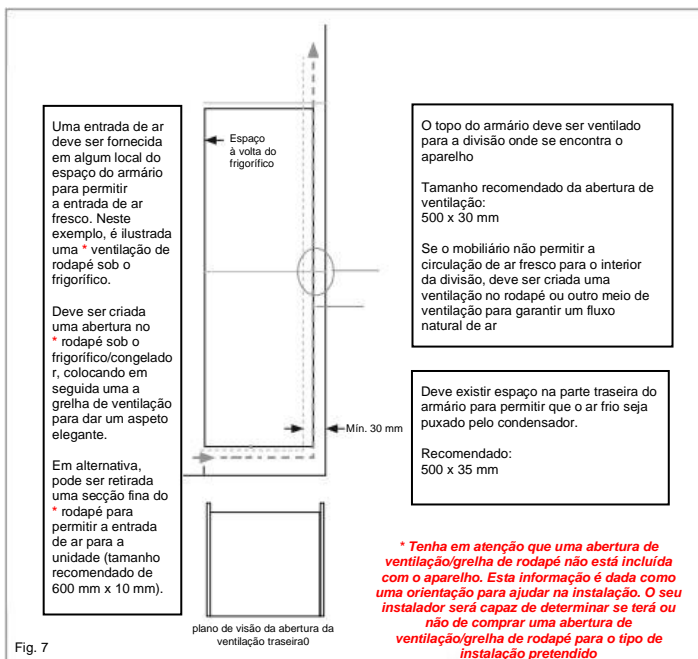 Uma entrada de ar
deve ser fornecida
em algum local do
espaço do armário
para permitir
a entrada de ar
fresco. Neste
exemplo, é ilustrada
uma * ventilação de
rodapé sob o
frigorífico.
Deve ser criada
uma abertura no
* rodapé sob o
frigorífico/congelado
r, colocando em
seguida uma a
grelha de ventilação
para dar um aspeto
elegante.
Em alternativa,
pode ser retirada
uma secção fina do
* rodapé para
permitir a entrada
de ar para a
unidade (tamanho
recomendado de
600 mm x 10 mm).
Fig. 7
Espaço
à volta do
frigorífico
Mín. 30 mm
plano de visão da abertura da
ventilação traseira0
O topo do armário deve ser ventilado
para a divisão onde se encontra o
aparelho
Tamanho recomendado da abertura de
ventilação:
500 x 30 mm
Se o mobiliário não permitir a
circulação de ar fresco para o interior
da divisão, deve ser criada uma
ventilação no rodapé ou outro meio de
ventilação para garantir um fluxo
natural de ar
Deve existir espaço na parte traseira do
armário para permitir que o ar frio seja
puxado pelo condensador.
Recomendado:
500 x 35 mm
* Tenha em atenção que uma abertura de
ventilação/grelha de rodapé não está incluída
com o aparelho. Esta informação é dada como
uma orientação para ajudar na instalação. O seu
instalador será capaz de determinar se terá ou
não de comprar uma abertura de
ventilação/grelha de rodapé para o tipo de
instalação pretendido